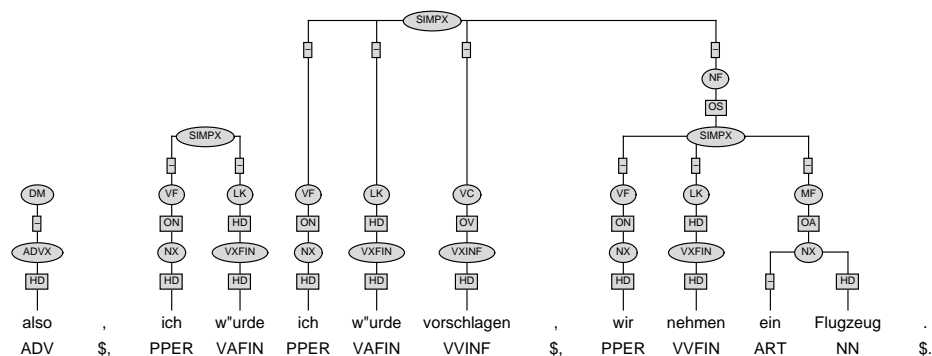 SIMPX
– – – –
NF
OS
SIMPX SIMPX
– – – – –
DM VF LK VF LK VC VF LK MF
– ON HD ON HD OV ON HD OA
ADVX NX VXFIN NX VXFIN VXINF NX VXFIN NX
HD HD HD HD HD HD HD HD – HD
also , ich w"urde ich w"urde vorschlagen , wir nehmen ein Flugzeug .
ADV $, PPER VAFIN PPER VAFIN VVINF $, PPER VVFIN ART NN $.